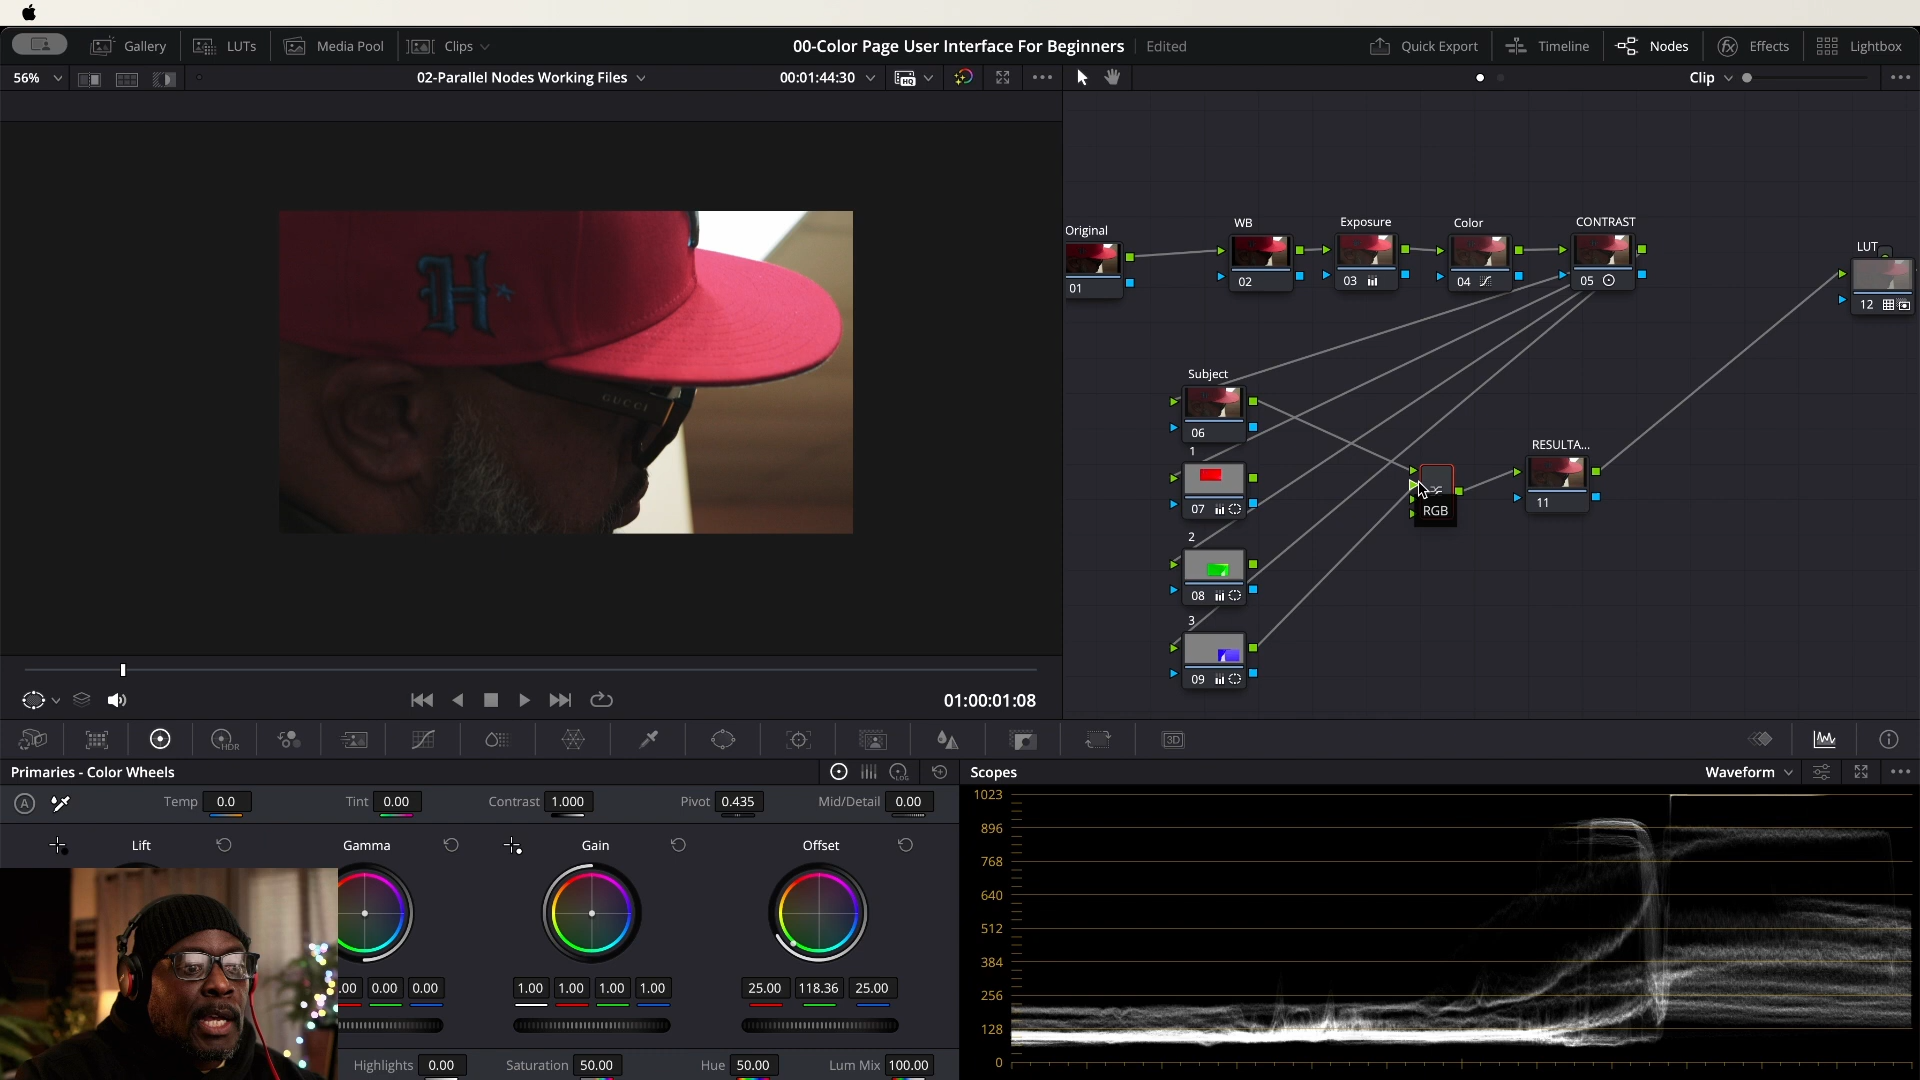 Gallery
LUTs
Media Pool
Clips
00-Color Page User Interface For Beginners
Edited
Quick Export
Timeline
Nodes
Effects
Lightbox
56%
02-Parallel Nodes Working Files
00:01:44:30
HQ
Clip
Original
01
WB
02
Exposure
03
Color
04
CONTRAST
05
LUT
12
H
GUCCI
Subject
06
1
07
2
08
3
09
RGB
RESULTA...
11
01:00:01:08
HDR
3D
Primaries - Color Wheels
LOG
Scopes
Waveform
A
Temp 0.0
Tint 0.00
Contrast 1.000
Pivot 0.435
Mid/Detail 0.00
Lift
Gamma
Gain
Offset
.00 0.00 0.00
1.00 1.00 1.00 1.00
25.00 118.36 25.00
Highlights 0.00
Saturation 50.00
Hue 50.00
Lum Mix 100.00
1023
896
768
640
512
384
256
128
0